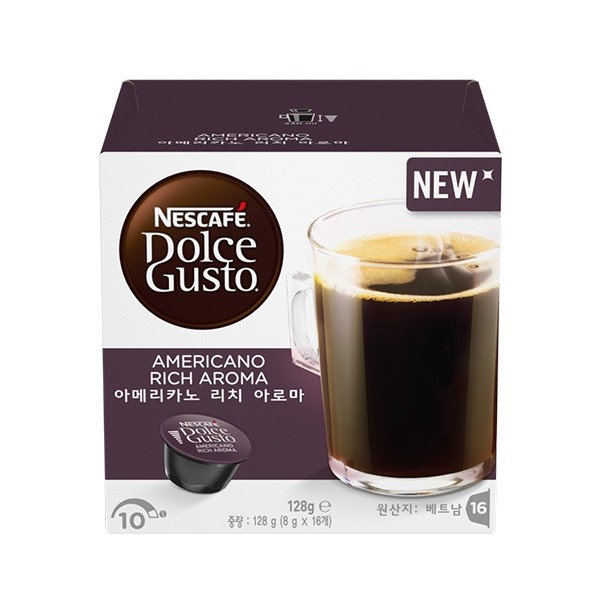 AMERICANO
RICH AROMA
아메리카노 리치 아로마
NEW
NESCAFÉ®
DOLCE
GUSTO®
AMERICANO
RICH AROMA
아메리카노 리치 아로마
NESCAFÉ
DOLCE
GUSTO
AMERICANO
RICH AROMA
10
128g ℮
중량 : 128 g (8 g x 16개)
원산지: 베트남
16